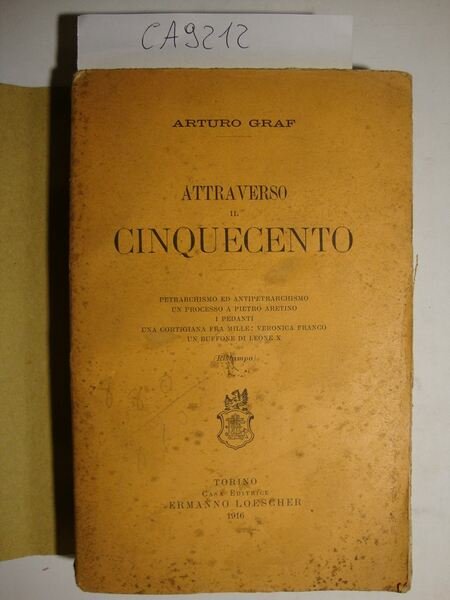 CA9212
ARTURO GRAF
ATTRAVERSO
IL
CINQUECENTO
PETRARCHISMO ED ANTIPETRARCHISMO
UN PROCESSO A PIETRO ARETINO
I PEDANTI
UNA CORTIGIANA FRA MILLE: VERONICA FRANCO
UN BUFFONE DI LEONE X
(Ristampa)
TORINO
CASA EDITRICE
ERMANNO LOESCHER
1916